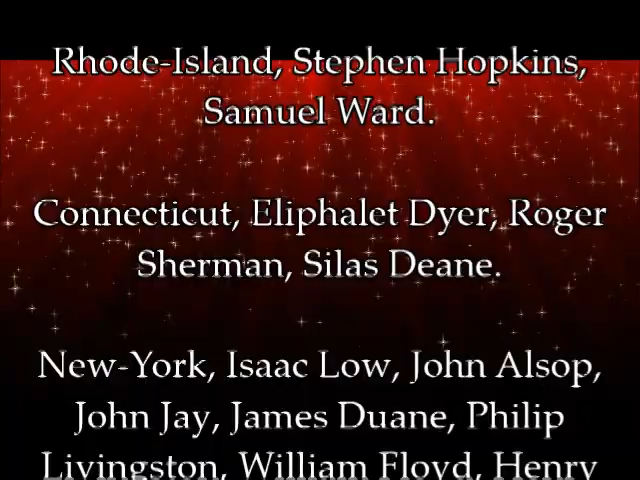 Rhode-Island, Stephen Hopkins,
Samuel Ward.
Connecticut, Eliphalet Dyer, Roger
Sherman, Silas Deane.
New-York, Isaac Low, John Alsop,
John Jay, James Duane, Philip
Livingston, William Floyd, Henry